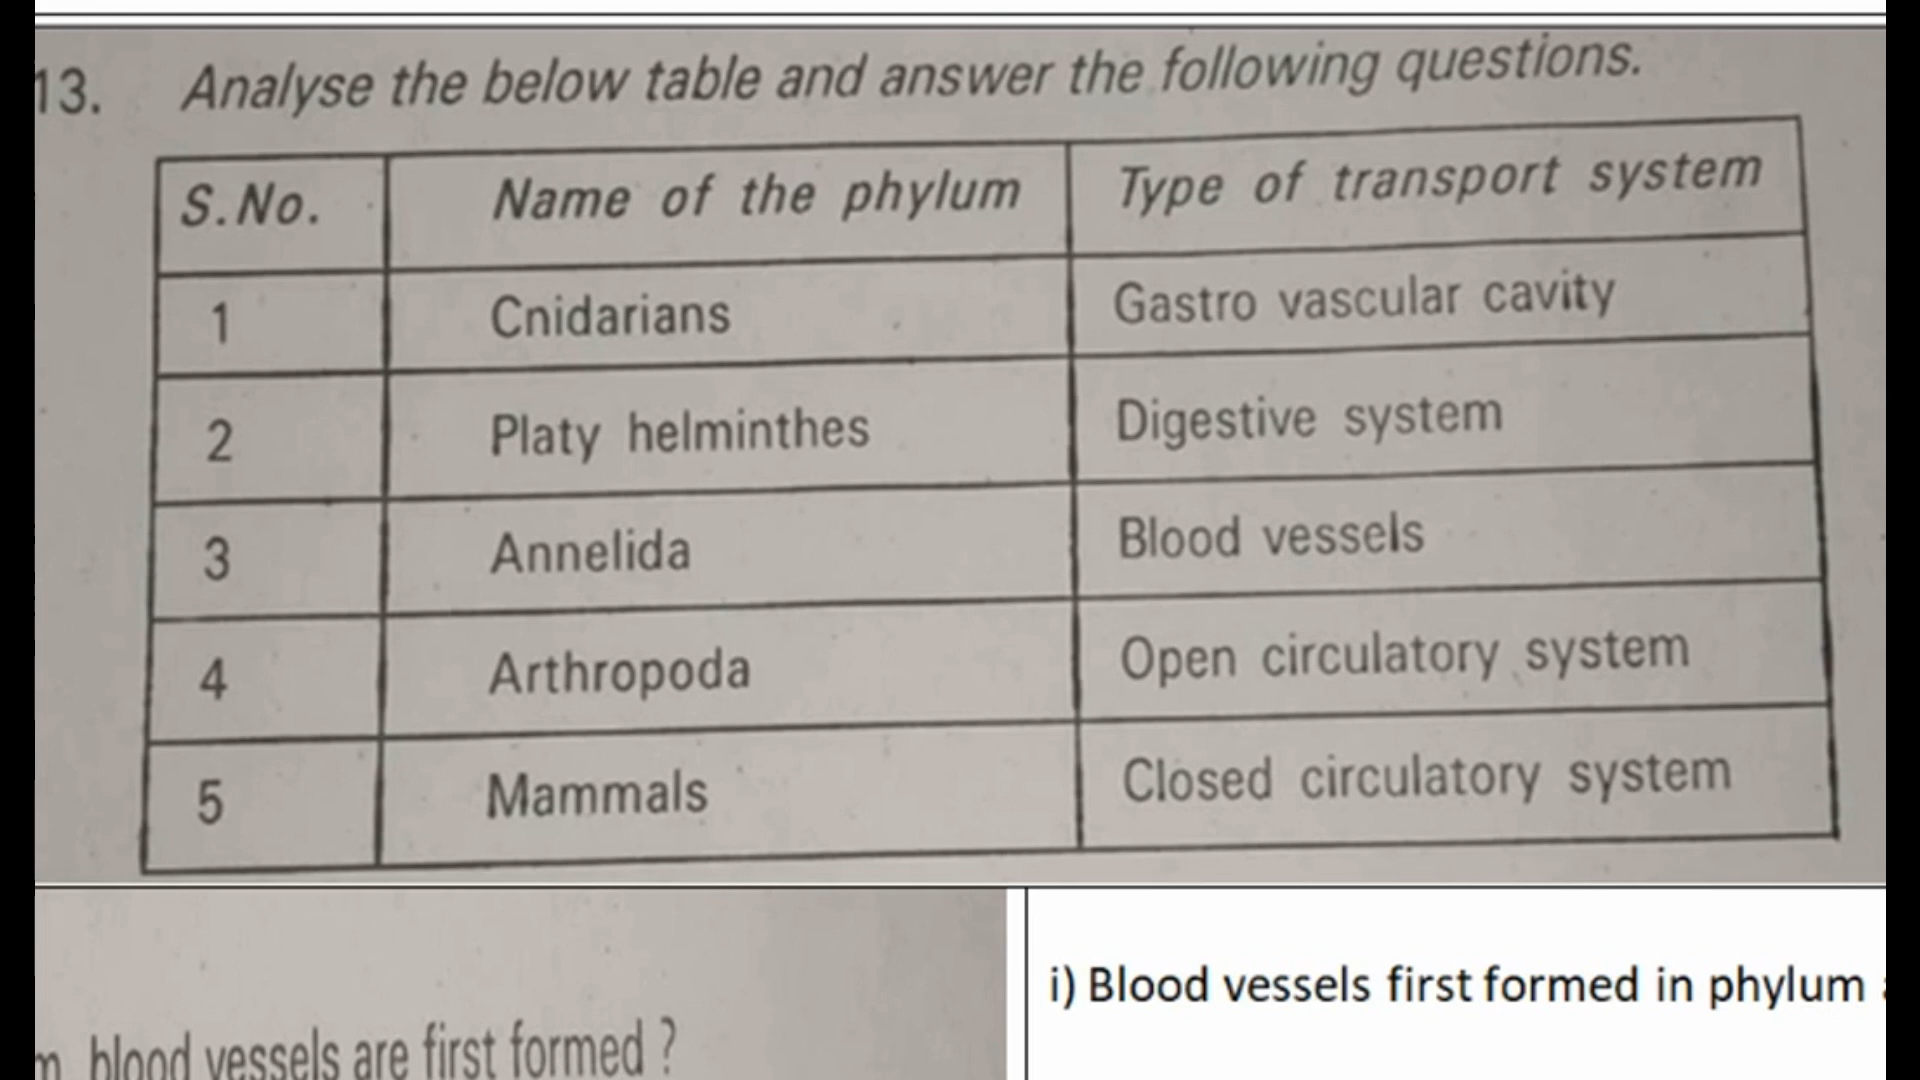 13. Analyse the below table and answer the following questions.
S.No. Name of the phylum Type of transport system
1 Cnidarians Gastro vascular cavity
2 Platy helminthes Digestive system
3 Annelida Blood vessels
4 Arthropoda Open circulatory system
5 Mammals Closed circulatory system
blood vessels are first formed ?
i) Blood vessels first formed in phylum